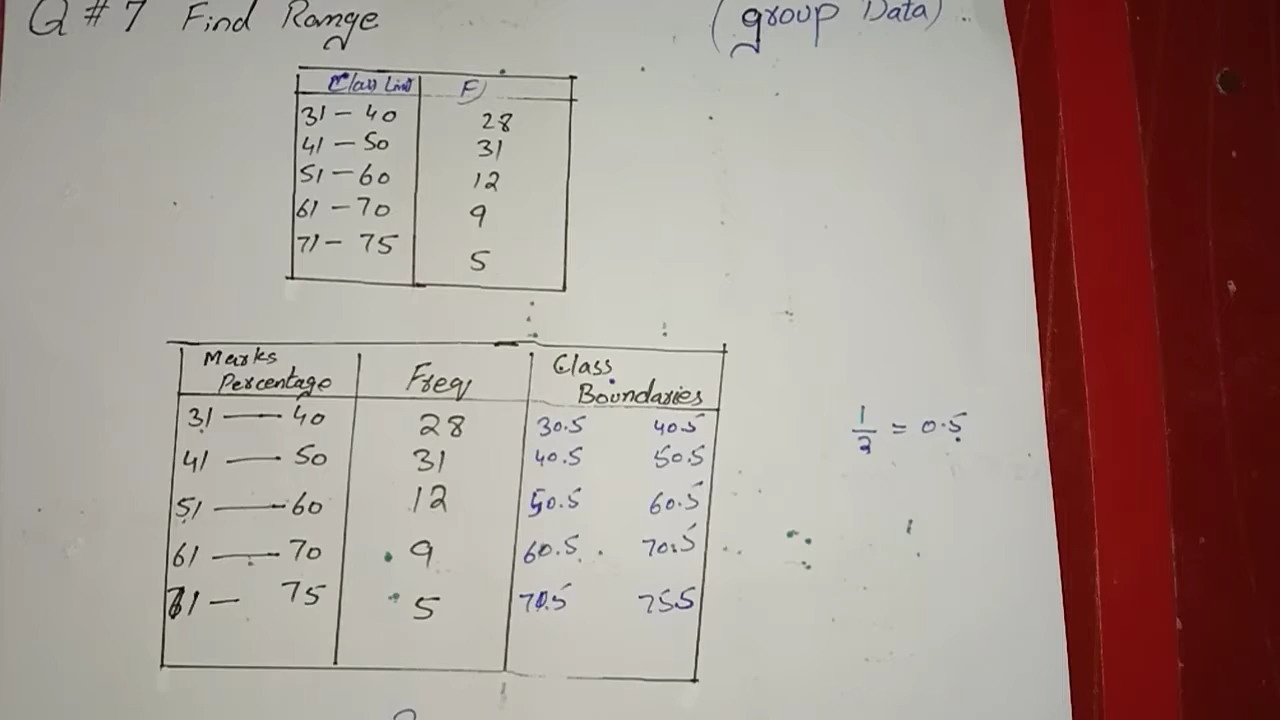 Q # 7 Find Range (group Data)
Class Limit F
31 — 40 28
41 — 50 31
51 — 60 12
61 — 70 9
71 — 75 5
Marks Percentage Freq Class Boundaries
31 — 40 28 30.5 40.5
41 — 50 31 40.5 50.5
51 — 60 12 50.5 60.5
61 — 70 9 60.5 70.5
71 — 75 5 70.5 75.5
1/2 = 0.5